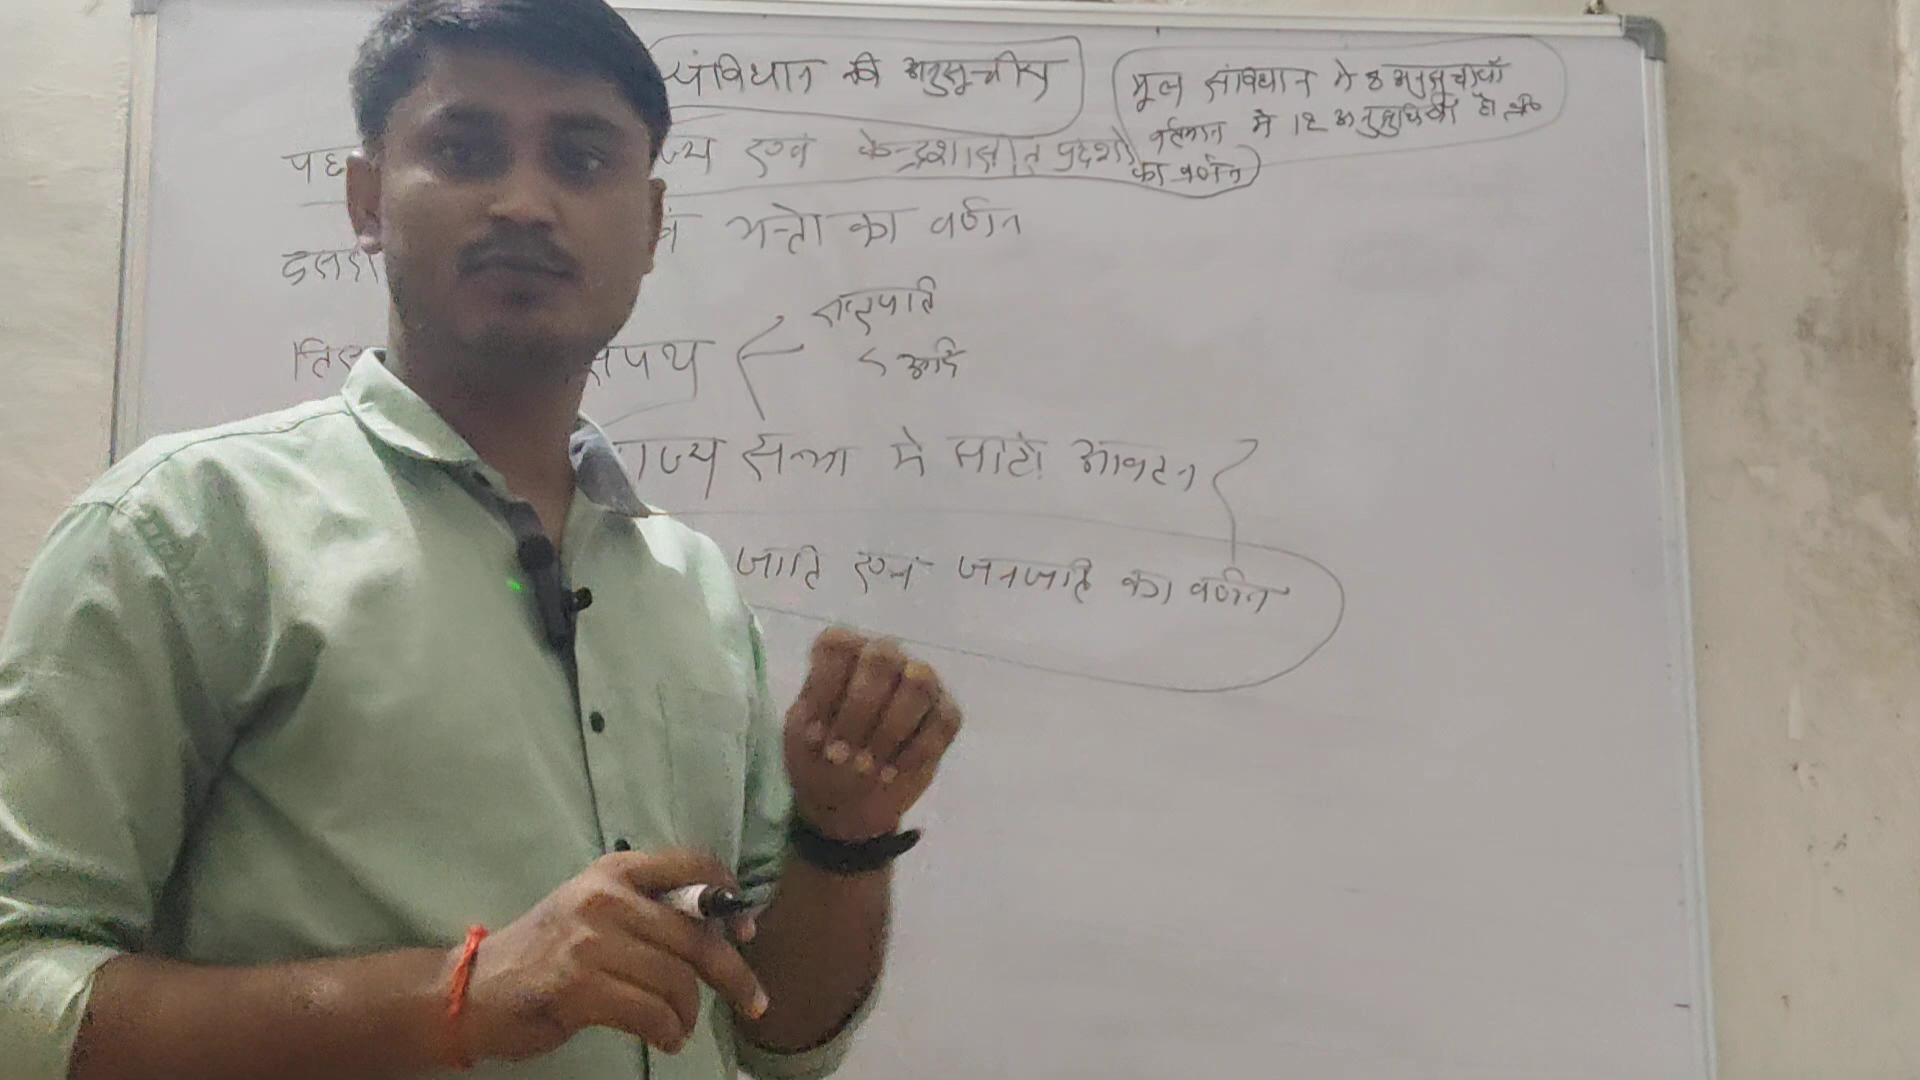 संविधान की अनुसूचीय
मूल संविधान मे 8 अनुसूचीयाँ
वर्तमान मे 12 अनुसुचियाँ हो
एवं केन्द्रशासित प्रदेशो
का वर्णन
भत्तो का वर्णन
राष्ट्रपति
सपथ
आदि
राज्य सभा मे सीटो आवटन
जाति एवं जनजाति का वर्णन